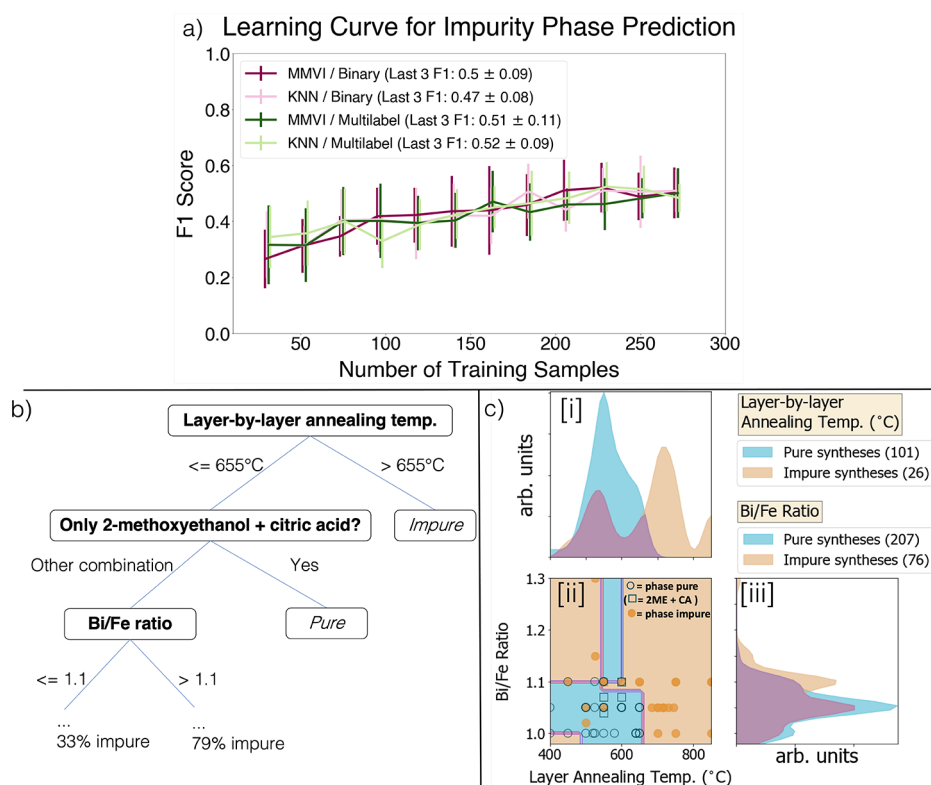 a) Learning Curve for Impurity Phase Prediction
1.0
0.8
0.6
0.4
0.2
0.0
F1 Score
MMVI / Binary (Last 3 F1: 0.5 ± 0.09)
KNN / Binary (Last 3 F1: 0.47 ± 0.08)
MMVI / Multilabel (Last 3 F1: 0.51 ± 0.11)
KNN / Multilabel (Last 3 F1: 0.52 ± 0.09)
50 100 150 200 250 300
Number of Training Samples
b)
Layer-by-layer annealing temp.
<= 655°C > 655°C
Only 2-methoxyethanol + citric acid?
Impure
Other combination Yes
Bi/Fe ratio
Pure
<= 1.1 > 1.1
... ...
33% impure 79% impure
c)
[i]
arb. units
Layer-by-layer
Annealing Temp. (°C)
Pure syntheses (101)
Impure syntheses (26)
Bi/Fe Ratio
Pure syntheses (207)
Impure syntheses (76)
[ii]
= phase pure
( = 2ME + CA )
= phase impure
1.3
1.2
1.1
1.0
Bi/Fe Ratio
400 600 800
Layer Annealing Temp. (°C)
[iii]
arb. units